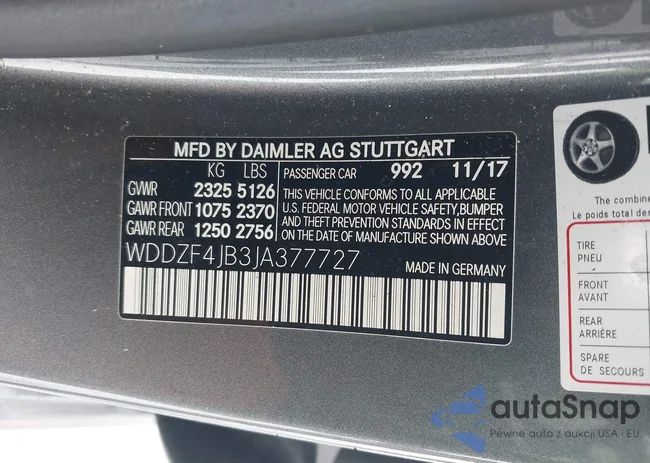 MFD BY DAIMLER AG STUTTGART
KG LBS PASSENGER CAR 992 11/17
GVWR 2325 5126
GAWR FRONT 1075 2370
GAWR REAR 1250 2756
THIS VEHICLE CONFORMS TO ALL APPLICABLE
U.S. FEDERAL MOTOR VEHICLE SAFETY, BUMPER
AND THEFT PREVENTION STANDARDS IN EFFECT
ON THE DATE OF MANUFACTURE SHOWN ABOVE.
WDDZF4JB3JA377727 MADE IN GERMANY
The combine
Le poids total de
TIRE
PNEU
FRONT
AVANT
REAR
ARRIÈRE
SPARE
DE SECOURS
autoSnap
Pewne auto z aukcji USA i EU